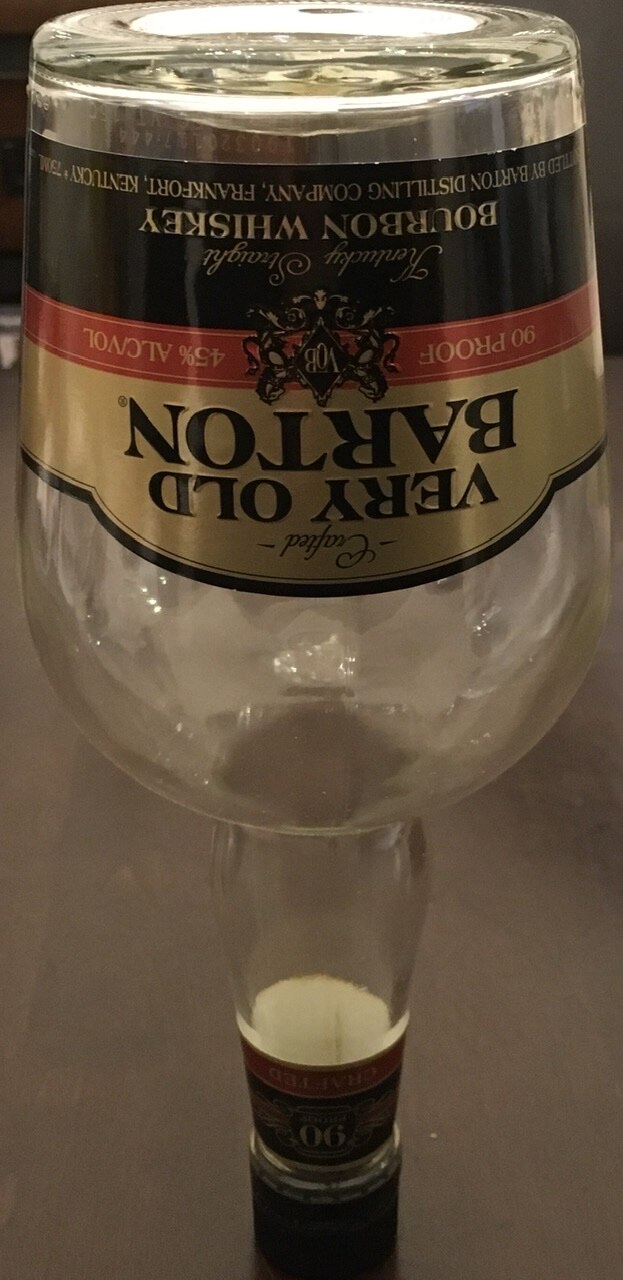 - Crafted -
VERY OLD
BARTON®
90 PROOF VOB 45% ALC/VOL
Kentucky Straight
BOURBON WHISKEY
BY BARTON DISTILLING COMPANY, FRANKFORT, KENTUCKY • 750ML
90
CRAFTED